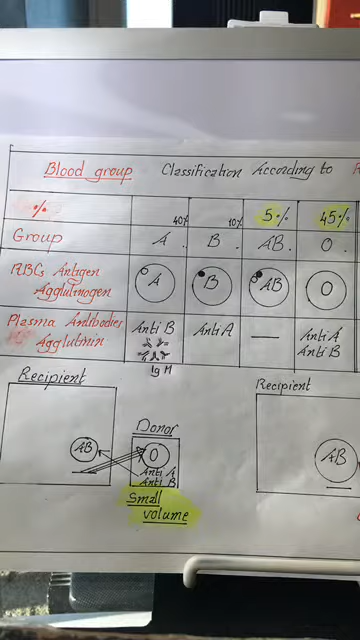 Blood group Classification According to
%  40%  10%  5%  45%
Group  A  B  AB  O
RBCs Antigen  A  B  AB  O
Agglutinogen
Plasma Antibodies  Anti B  Anti A  —  Anti A
Agglutinin  Anti B
Ig M
Recipient
Recipient
Donor
AB  O
Anti A
Anti B
AB
Small
volume